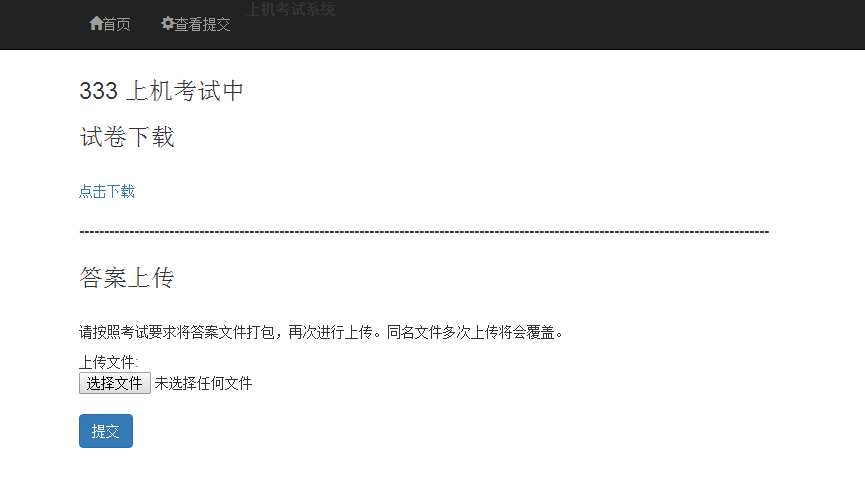 首页 查看提交 上机考试系统
333 上机考试中
试卷下载
点击下载
------------------------------------------------------------------------------------------------------------------------------------------
答案上传
请按照考试要求将答案文件打包，再次进行上传。同名文件多次上传将会覆盖。
上传文件:
选择文件 未选择任何文件
提交